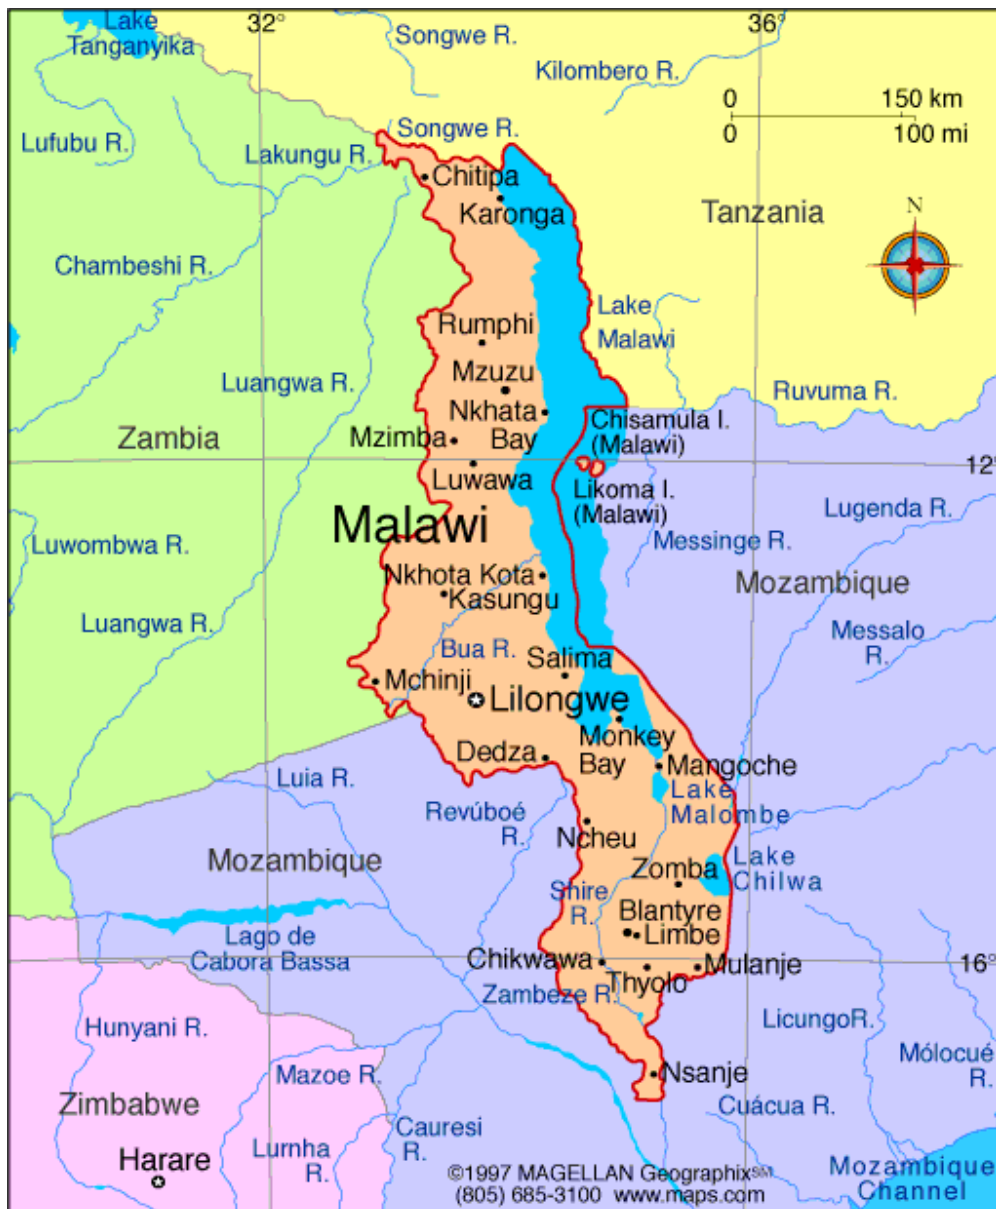 32°
36°
Lake
Tanganyika
Songwe R.
Kilombero R.
0 150 km
0 100 mi
Lufubu R.
Songwe R.
Lakungu R.
Chitipa
Karonga
Tanzania
N
Chambeshi R.
Lake
Malawi
Rumphi
Mzuzu
Luangwa R.
Ruvuma R.
Nkhata
Bay
Chisamula I.
(Malawi)
Zambia
Mzimba
12°
Luwawa
Likoma I.
(Malawi)
Lugenda R.
Malawi
Luwombwa R.
Messinge R.
Nkhota Kota
Mozambique
Kasungu
Luangwa R.
Messalo
R.
Bua R.
Salima
Mchinji
Lilongwe
Monkey
Bay
Dedza
Mangoche
Luia R.
Lake
Malombe
Revúboé
R.
Ncheu
Mozambique
Lake
Chilwa
Zomba
Shire
R.
Blantyre
Limbe
Lago de
Cabora Bassa
Chikwawa
Mulanje
16°
Thyolo
Zambeze R.
Hunyani R.
LicungoR.
Mólocué
R.
Mazoe R.
Nsanje
Zimbabwe
Cuácua R.
Cauresi
R.
Lurnha
R.
Harare
Mozambique
Channel
©1997 MAGELLAN Geographix℠
(805) 685-3100 www.maps.com